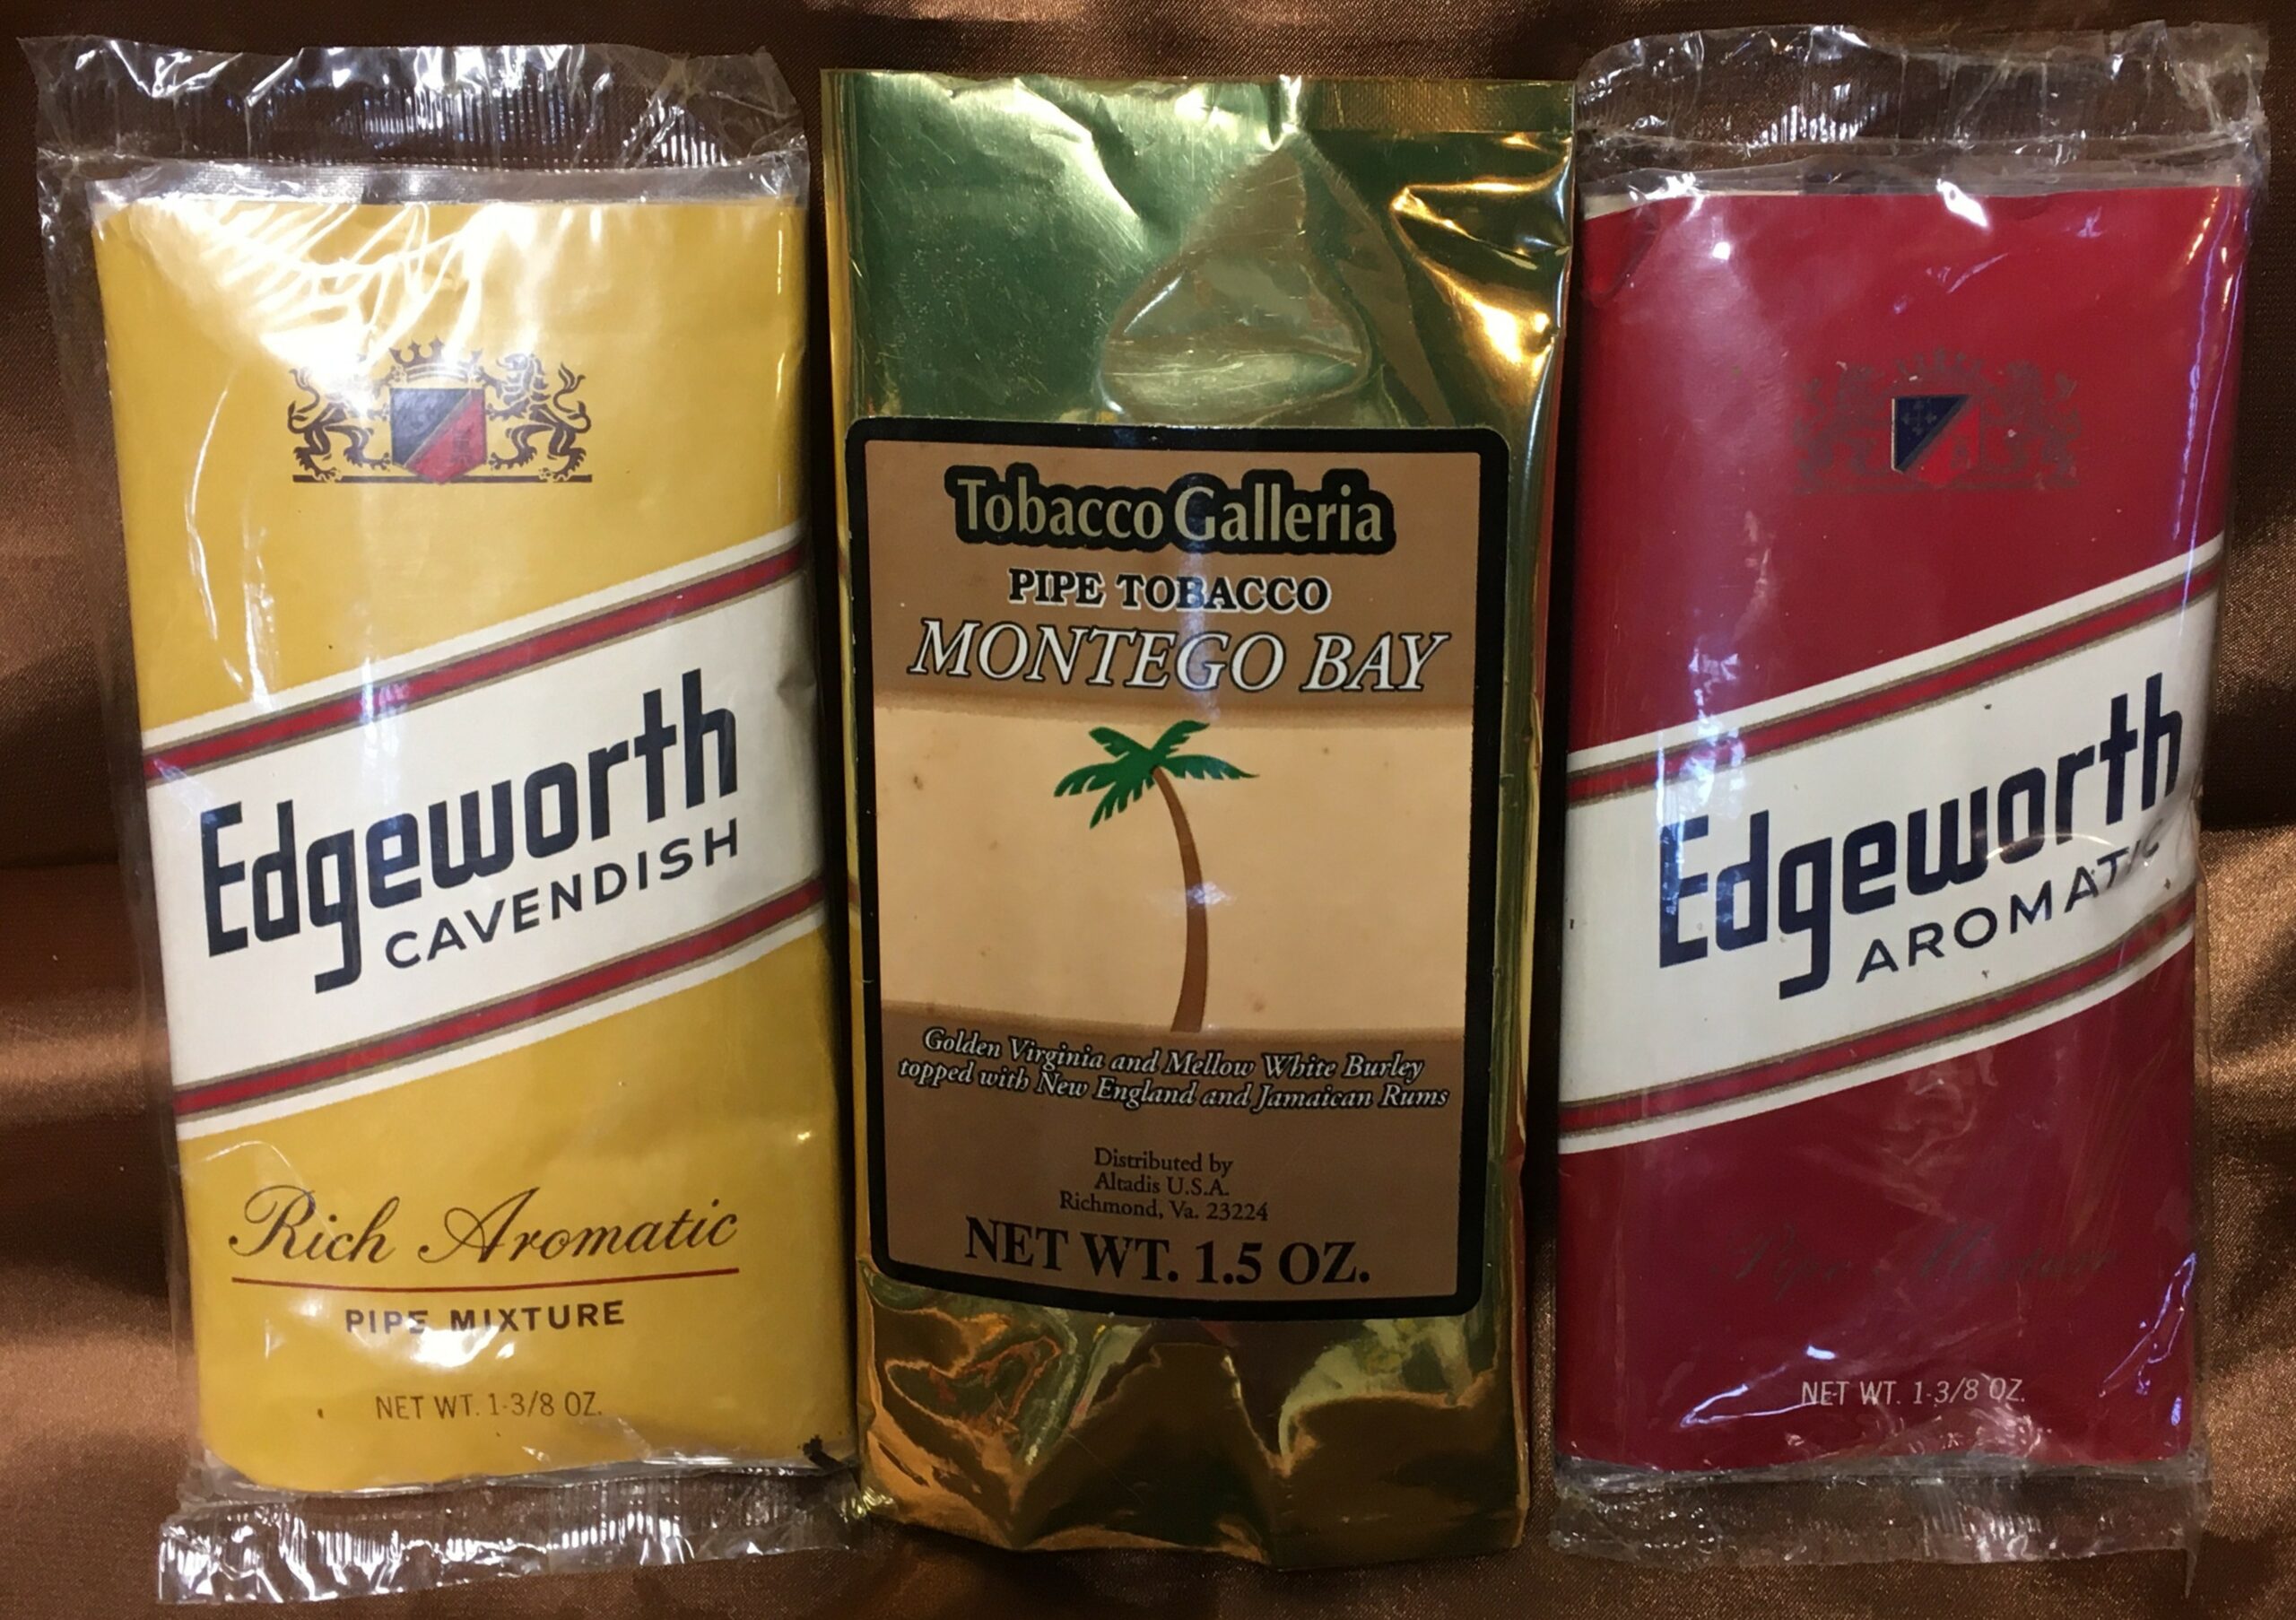 Edgeworth
CAVENDISH
Rich Aromatic
PIPE MIXTURE
NET WT. 1-3/8 OZ.
Tobacco Galleria
PIPE TOBACCO
MONTEGO BAY
Golden Virginia and Mellow White Burley
topped with New England and Jamaican Rums
Distributed by
Altadis U.S.A.
Richmond, Va. 23224
NET WT. 1.5 OZ.
Edgeworth
AROMATIC
Pipe Mixture
NET WT. 1-3/8 OZ.